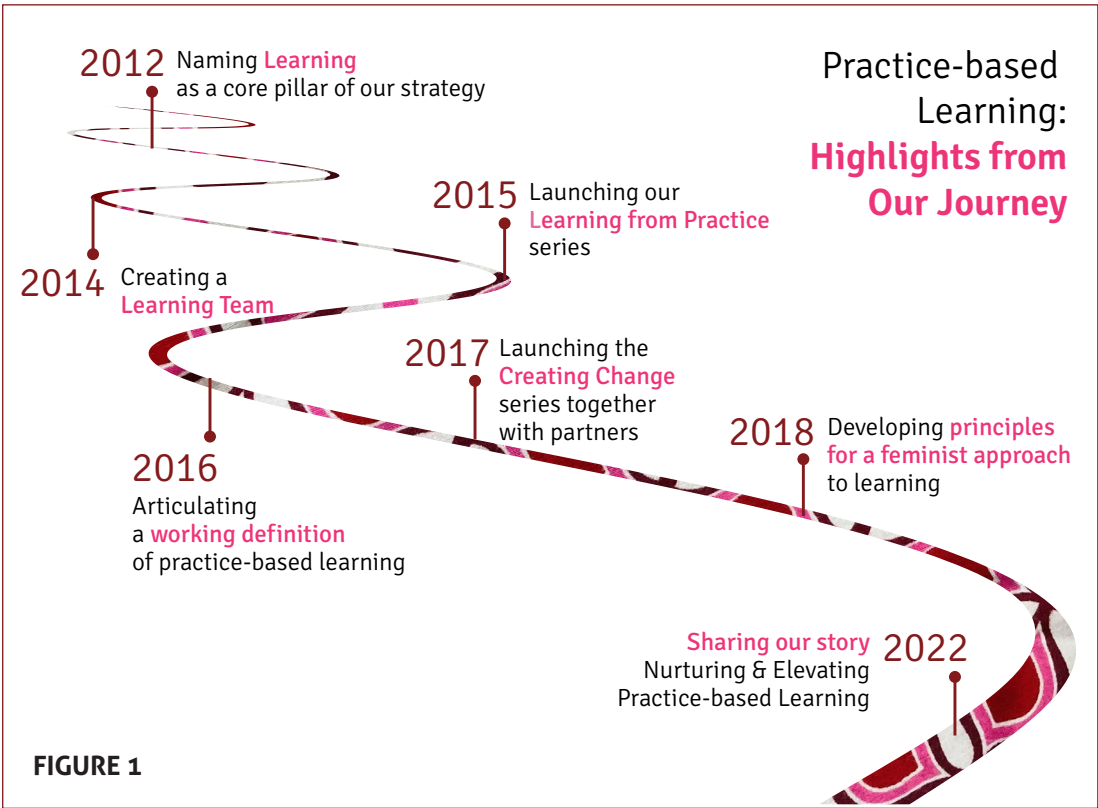 Practice-based
Learning:
Highlights from
Our Journey
2012
Naming Learning
as a core pillar of our strategy
2014
Creating a
Learning Team
2015
Launching our
Learning from Practice
series
2016
Articulating
a working definition
of practice-based learning
2017
Launching the
Creating Change
series together
with partners
2018
Developing principles
for a feminist approach
to learning
2022
Sharing our story
Nurturing & Elevating
Practice-based Learning
FIGURE 1